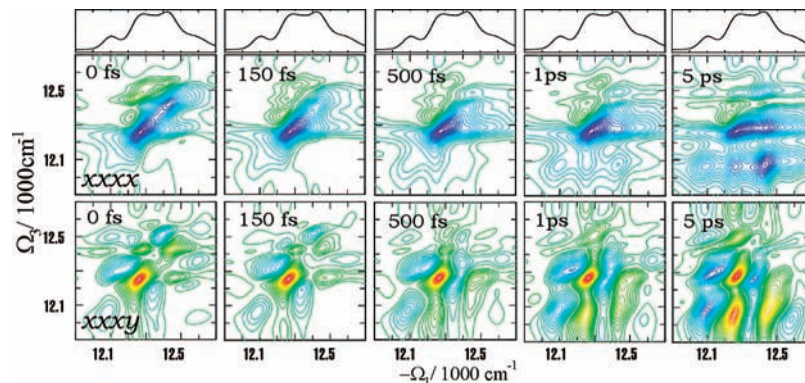 0 fs 150 fs 500 fs 1ps 5 ps
12.5
12.1
xxxx
Ω₃/ 1000cm⁻¹
0 fs 150 fs 500 fs 1ps 5 ps
12.5
12.1
xxxy
12.1 12.5 12.1 12.5 12.1 12.5 12.1 12.5 12.1 12.5
−Ω₁/ 1000 cm⁻¹